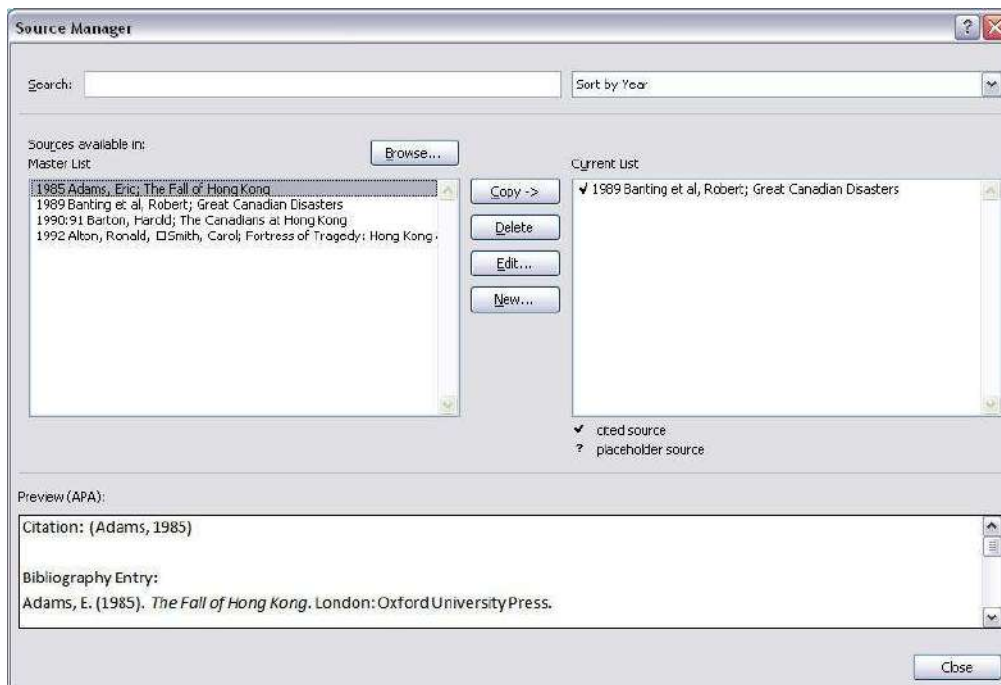 Source Manager
Search:
Sort by Year
Sources available in:
Master List
Browse...
Current List
1985 Adams, Eric; The Fall of Hong Kong
1989 Banting et al, Robert; Great Canadian Disasters
1990:91 Barton, Harold; The Canadians at Hong Kong
1992 Alton, Ronald, □Smith, Carol; Fortress of Tragedy: Hong Kong
Copy ->
Delete
Edit...
New...
✓ 1989 Banting et al, Robert; Great Canadian Disasters
✓ cited source
? placeholder source
Preview (APA):
Citation: (Adams, 1985)
Bibliography Entry:
Adams, E. (1985). The Fall of Hong Kong. London: Oxford University Press.
Close